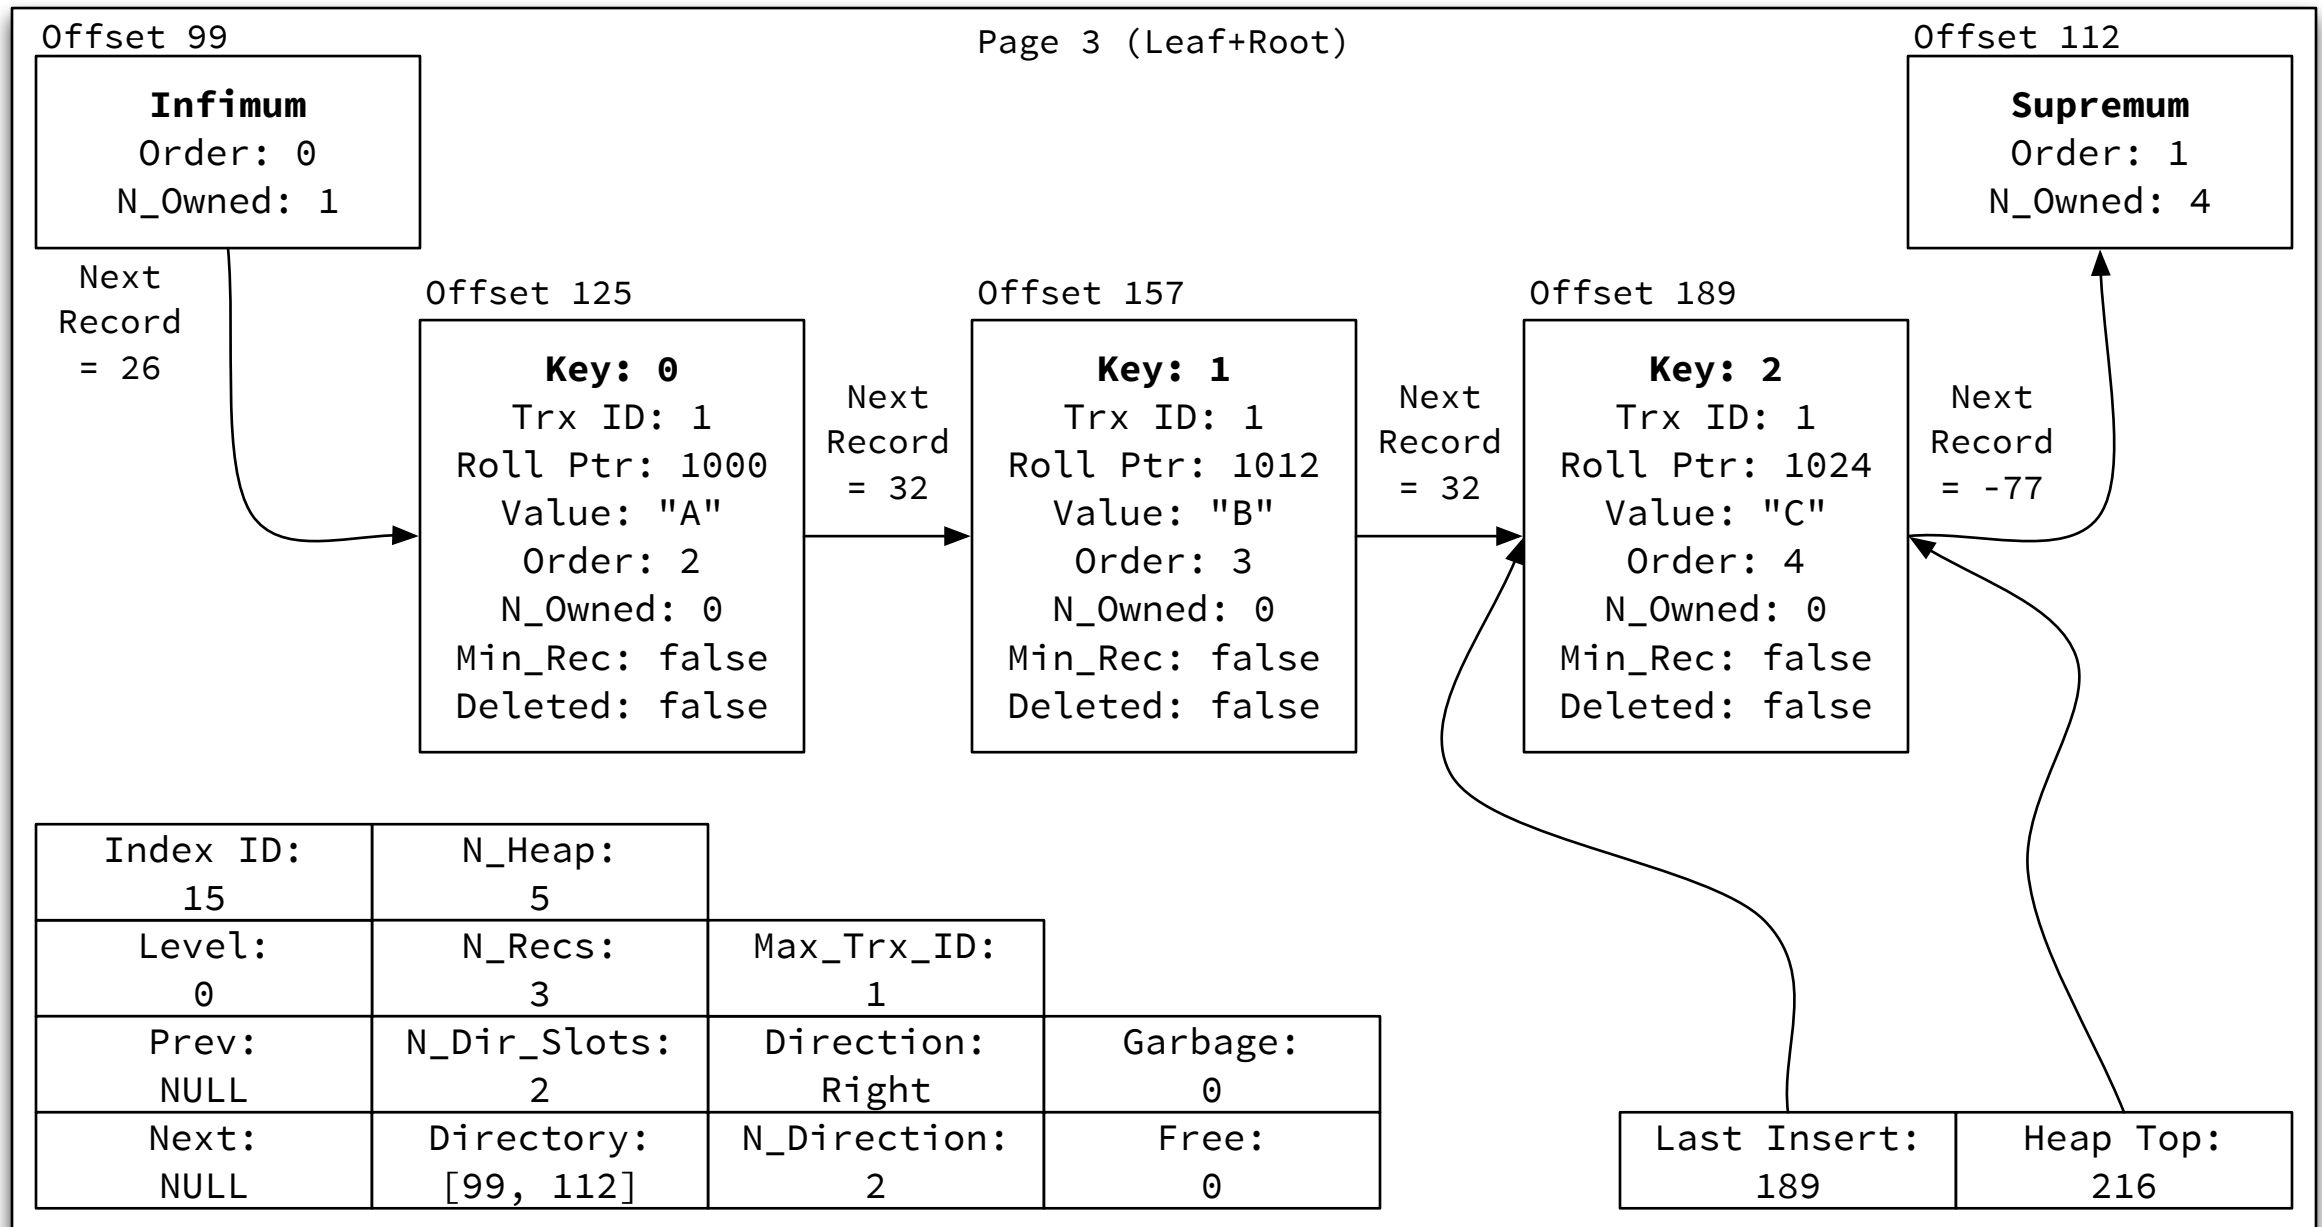 Page 3 (Leaf+Root)
Offset 99
Infimum
Order: 0
N_Owned: 1
Next
Record
= 26
Offset 125
Key: 0
Trx ID: 1
Roll Ptr: 1000
Value: "A"
Order: 2
N_Owned: 0
Min_Rec: false
Deleted: false
Next
Record
= 32
Offset 157
Key: 1
Trx ID: 1
Roll Ptr: 1012
Value: "B"
Order: 3
N_Owned: 0
Min_Rec: false
Deleted: false
Next
Record
= 32
Offset 189
Key: 2
Trx ID: 1
Roll Ptr: 1024
Value: "C"
Order: 4
N_Owned: 0
Min_Rec: false
Deleted: false
Next
Record
= -77
Offset 112
Supremum
Order: 1
N_Owned: 4
Index ID:
15
N_Heap:
5
Level:
0
N_Recs:
3
Max_Trx_ID:
1
Prev:
NULL
N_Dir_Slots:
2
Direction:
Right
Garbage:
0
Next:
NULL
Directory:
[99, 112]
N_Direction:
2
Free:
0
Last Insert:
189
Heap Top:
216